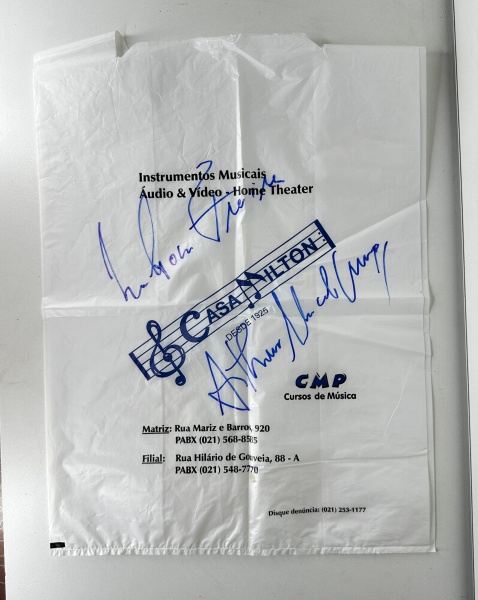 Instrumentos Musicais
Áudio & Vídeo - Home Theater
CASA MILTON
DESDE 1925
CMP
Cursos de Música
Matriz: Rua Mariz e Barros, 920
PABX (021) 568-8585
Filial: Rua Hilário de Gouveia, 88 - A
PABX (021) 548-7770
Disque denúncia: (021) 253-1177